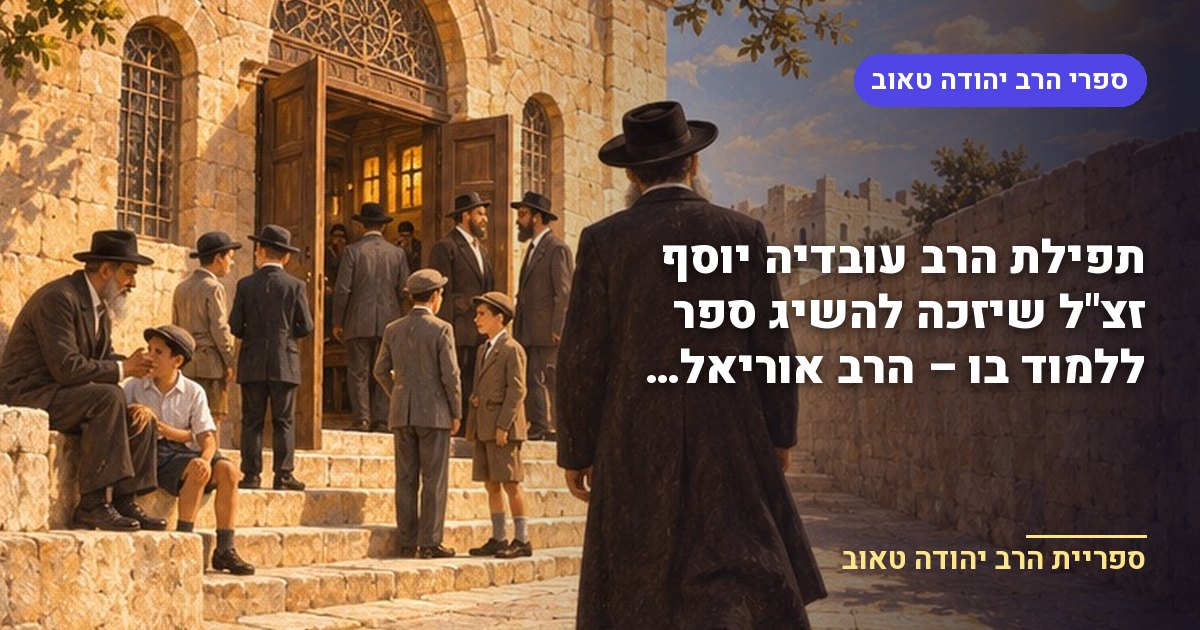 ספרי הרב יהודה טאוב
תפילת הרב עובדיה יוסף
זצ"ל שיזכה להשיג ספר
ללמוד בו – הרב אוריאל...
ספריית הרב יהודה טאוב